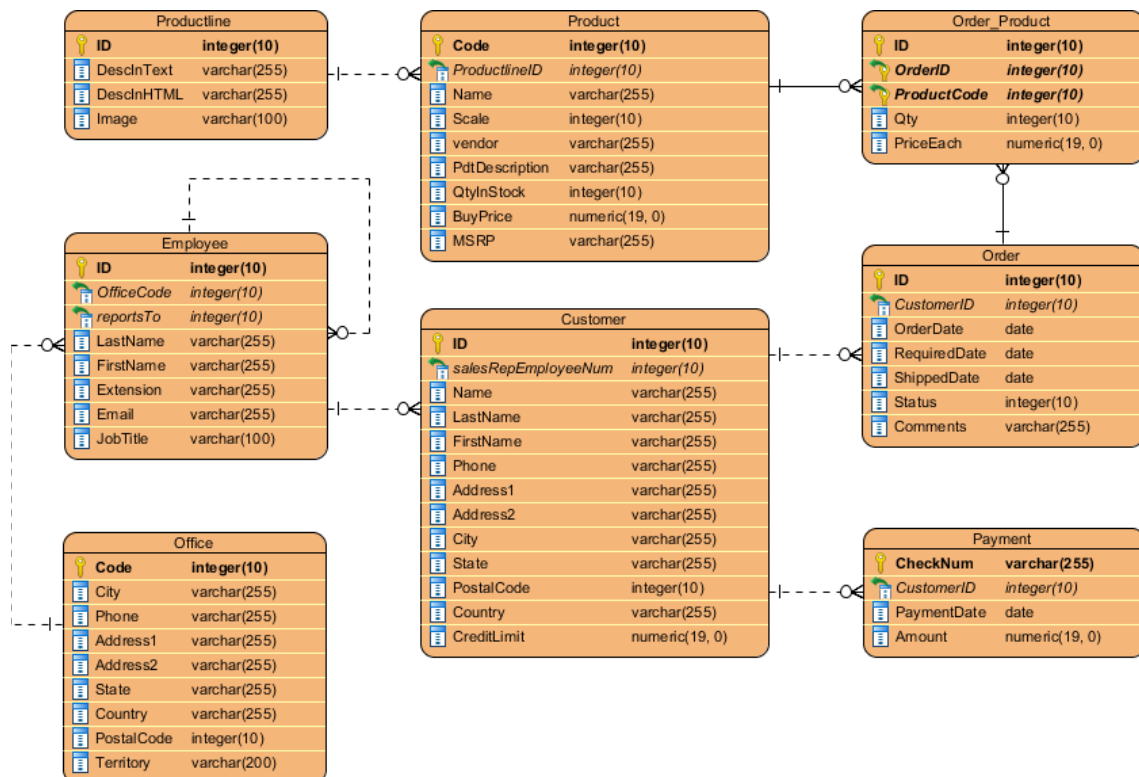 Productline
ID integer(10)
DescInText varchar(255)
DescInHTML varchar(255)
Image varchar(100)
Product
Code integer(10)
ProductlineID integer(10)
Name varchar(255)
Scale integer(10)
vendor varchar(255)
PdtDescription varchar(255)
QtyInStock integer(10)
BuyPrice numeric(19, 0)
MSRP varchar(255)
Order_Product
ID integer(10)
OrderID integer(10)
ProductCode integer(10)
Qty integer(10)
PriceEach numeric(19, 0)
Employee
ID integer(10)
OfficeCode integer(10)
reportsTo integer(10)
LastName varchar(255)
FirstName varchar(255)
Extension varchar(255)
Email varchar(255)
JobTitle varchar(100)
Customer
ID integer(10)
salesRepEmployeeNum integer(10)
Name varchar(255)
LastName varchar(255)
FirstName varchar(255)
Phone varchar(255)
Address1 varchar(255)
Address2 varchar(255)
City varchar(255)
State varchar(255)
PostalCode integer(10)
Country varchar(255)
CreditLimit numeric(19, 0)
Order
ID integer(10)
CustomerID integer(10)
OrderDate date
RequiredDate date
ShippedDate date
Status integer(10)
Comments varchar(255)
Office
Code integer(10)
City varchar(255)
Phone varchar(255)
Address1 varchar(255)
Address2 varchar(255)
State varchar(255)
Country varchar(255)
PostalCode integer(10)
Territory varchar(200)
Payment
CheckNum varchar(255)
CustomerID integer(10)
PaymentDate date
Amount numeric(19, 0)